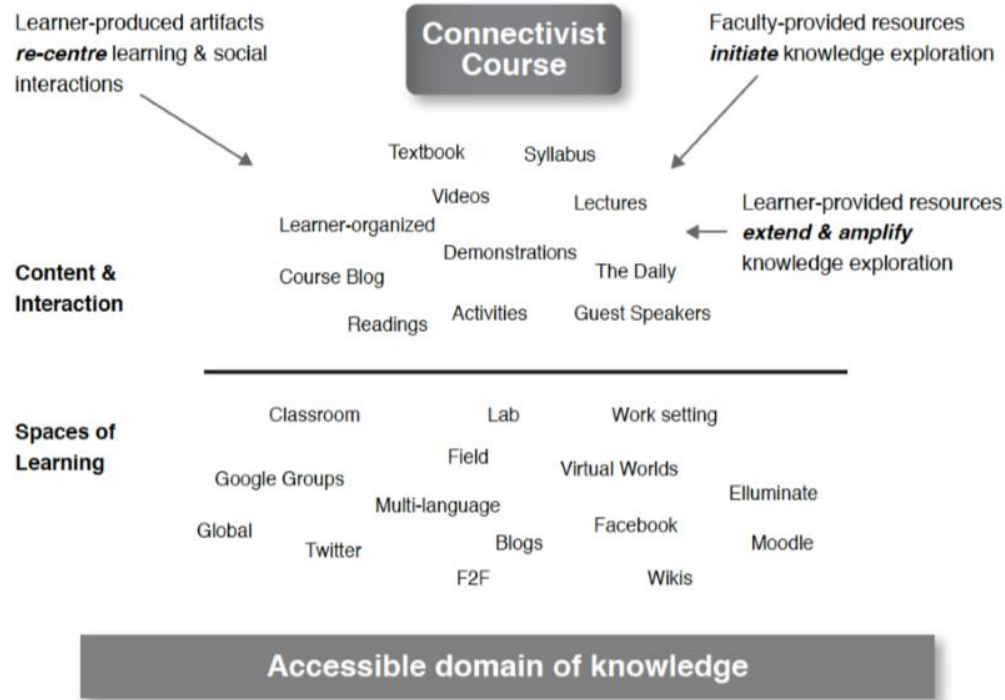 Learner-produced artifacts
re-centre learning & social
interactions
Connectivist
Course
Faculty-provided resources
initiate knowledge exploration
Textbook
Syllabus
Videos
Lectures
Learner-organized
Demonstrations
Learner-provided resources
extend & amplify
knowledge exploration
Content &
Interaction
Course Blog
The Daily
Readings
Activities
Guest Speakers
Spaces of
Learning
Classroom
Lab
Work setting
Field
Virtual Worlds
Google Groups
Multi-language
Elluminate
Global
Twitter
Blogs
Facebook
Moodle
F2F
Wikis
Accessible domain of knowledge